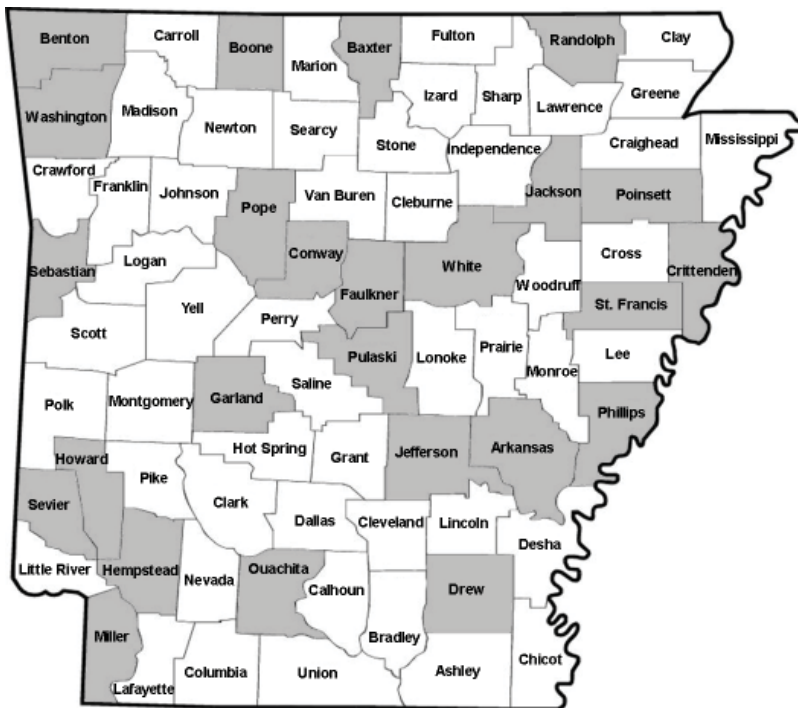 Benton
Carroll
Boone
Marion
Baxter
Fulton
Randolph
Clay
Washington
Madison
Newton
Searcy
Stone
Izard
Sharp
Lawrence
Greene
Independence
Craighead
Mississippi
Crawford
Franklin
Johnson
Pope
Van Buren
Cleburne
Jackson
Poinsett
Sebastian
Logan
Conway
Faulkner
White
Woodruff
Cross
Crittenden
Scott
Yell
Perry
Pulaski
Lonoke
Prairie
Monroe
St. Francis
Lee
Polk
Montgomery
Garland
Saline
Phillips
Howard
Pike
Hot Spring
Grant
Jefferson
Arkansas
Sevier
Clark
Dallas
Cleveland
Lincoln
Desha
Little River
Hempstead
Nevada
Ouachita
Calhoun
Bradley
Drew
Miller
Lafayette
Columbia
Union
Ashley
Chicot